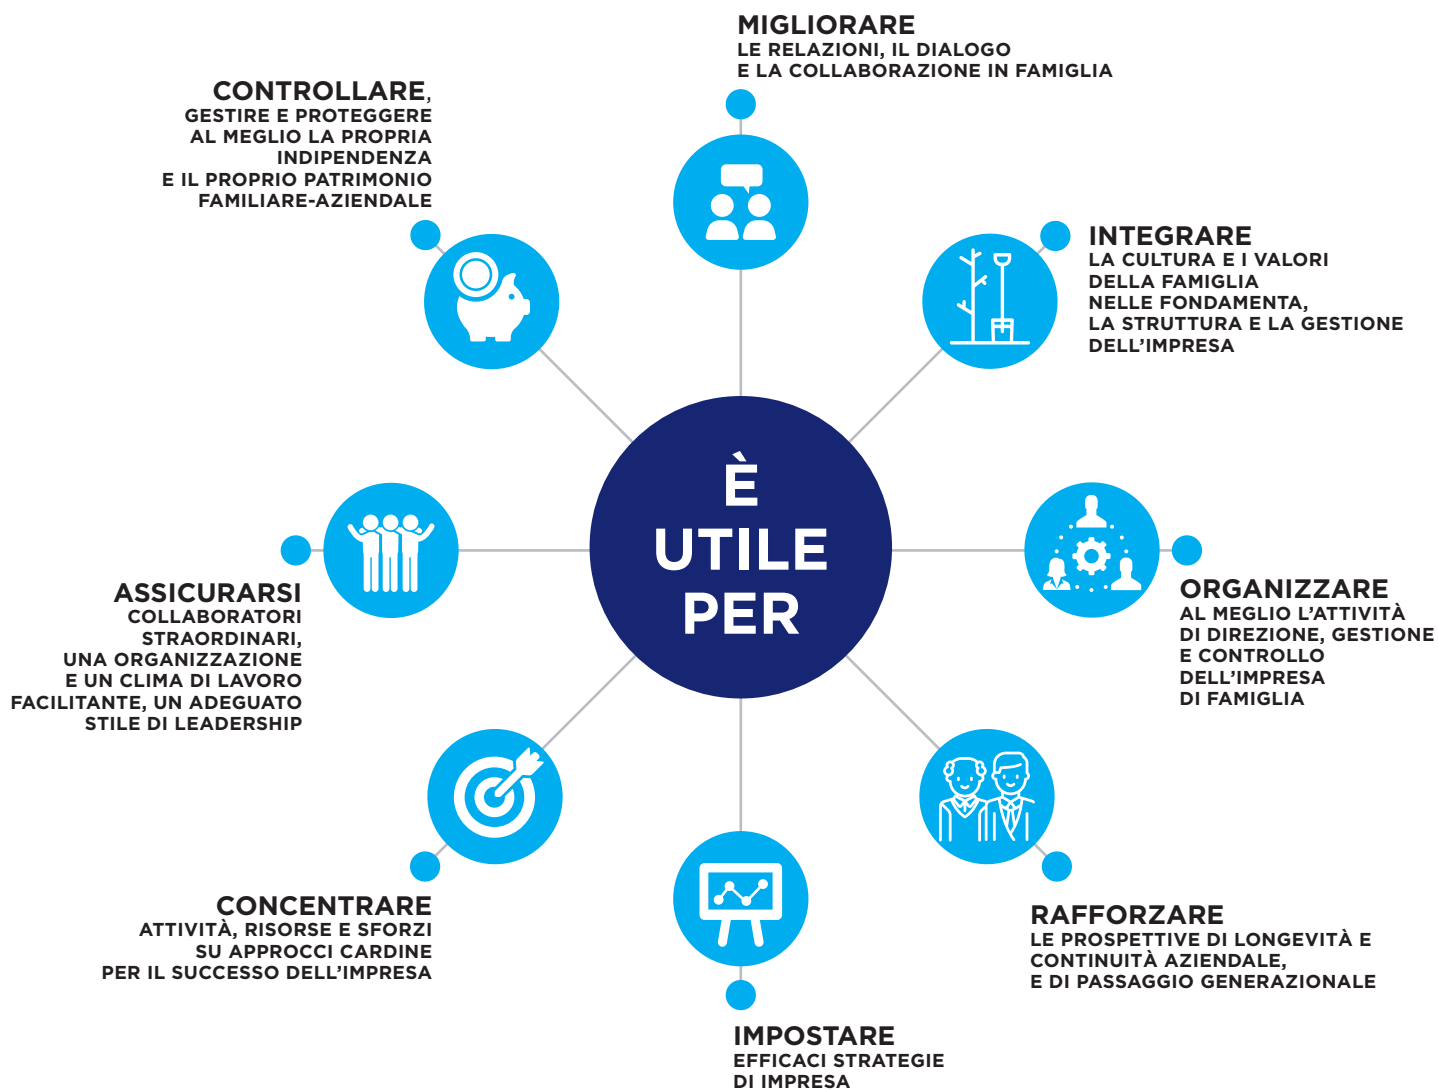 È
UTILE
PER
MIGLIORARE
LE RELAZIONI, IL DIALOGO
E LA COLLABORAZIONE IN FAMIGLIA
INTEGRARE
LA CULTURA E I VALORI
DELLA FAMIGLIA
NELLE FONDAMENTA,
LA STRUTTURA E LA GESTIONE
DELL’IMPRESA
ORGANIZZARE
AL MEGLIO L’ATTIVITÀ
DI DIREZIONE, GESTIONE
E CONTROLLO
DELL’IMPRESA
DI FAMIGLIA
RAFFORZARE
LE PROSPETTIVE DI LONGEVITÀ E
CONTINUITÀ AZIENDALE,
E DI PASSAGGIO GENERAZIONALE
IMPOSTARE
EFFICACI STRATEGIE
DI IMPRESA
CONCENTRARE
ATTIVITÀ, RISORSE E SFORZI
SU APPROCCI CARDINE
PER IL SUCCESSO DELL’IMPRESA
ASSICURARSI
COLLABORATORI
STRAORDINARI,
UNA ORGANIZZAZIONE
E UN CLIMA DI LAVORO
FACILITANTE, UN ADEGUATO
STILE DI LEADERSHIP
CONTROLLARE,
GESTIRE E PROTEGGERE
AL MEGLIO LA PROPRIA
INDIPENDENZA
E IL PROPRIO PATRIMONIO
FAMILIARE-AZIENDALE